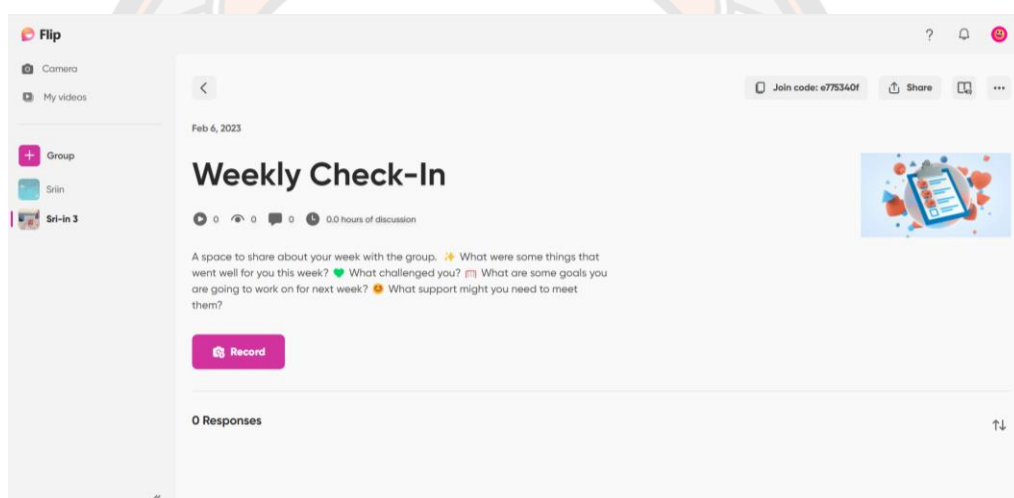 Flip
?
Camera
My videos
Join code: e775340f
Share
Feb 6, 2023
Group
Weekly Check-In
Sriin
Sri-in 3
0 0 0 0.0 hours of discussion
A space to share about your week with the group. ✨ What were some things that
went well for you this week? 💚 What challenged you? 🥅 What are some goals you
are going to work on for next week? 🤩 What support might you need to meet
them?
Record
0 Responses